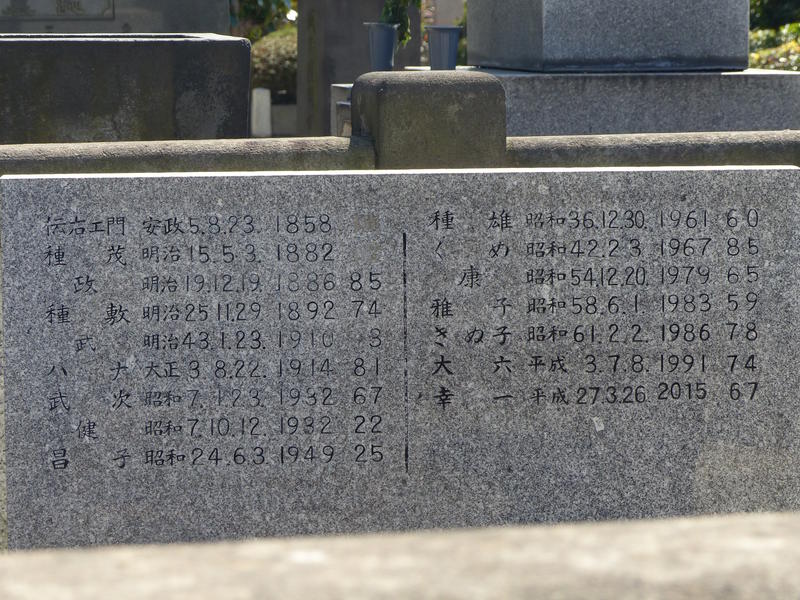 伝右エ門 安政5.8.23. 1858
種茂 明治15.5.3. 1882
政 明治19.12.19. 1886 85
種敷 明治25.11.29. 1892 74
武 明治43.1.23. 1910 3
ハナ 大正3.8.22. 1914 81
武次 昭和7.1.23. 1932 67
健 昭和7.10.12. 1932 22
昌子 昭和24.6.3. 1949 25
種雄 昭和36.12.30. 1961 60
くめ 昭和42.2.3. 1967 85
康 昭和54.12.20. 1979 65
雅子 昭和58.6.1. 1983 59
きぬ子 昭和61.2.2. 1986 78
大六 平成3.7.8. 1991 74
幸一 平成27.3.26. 2015 67